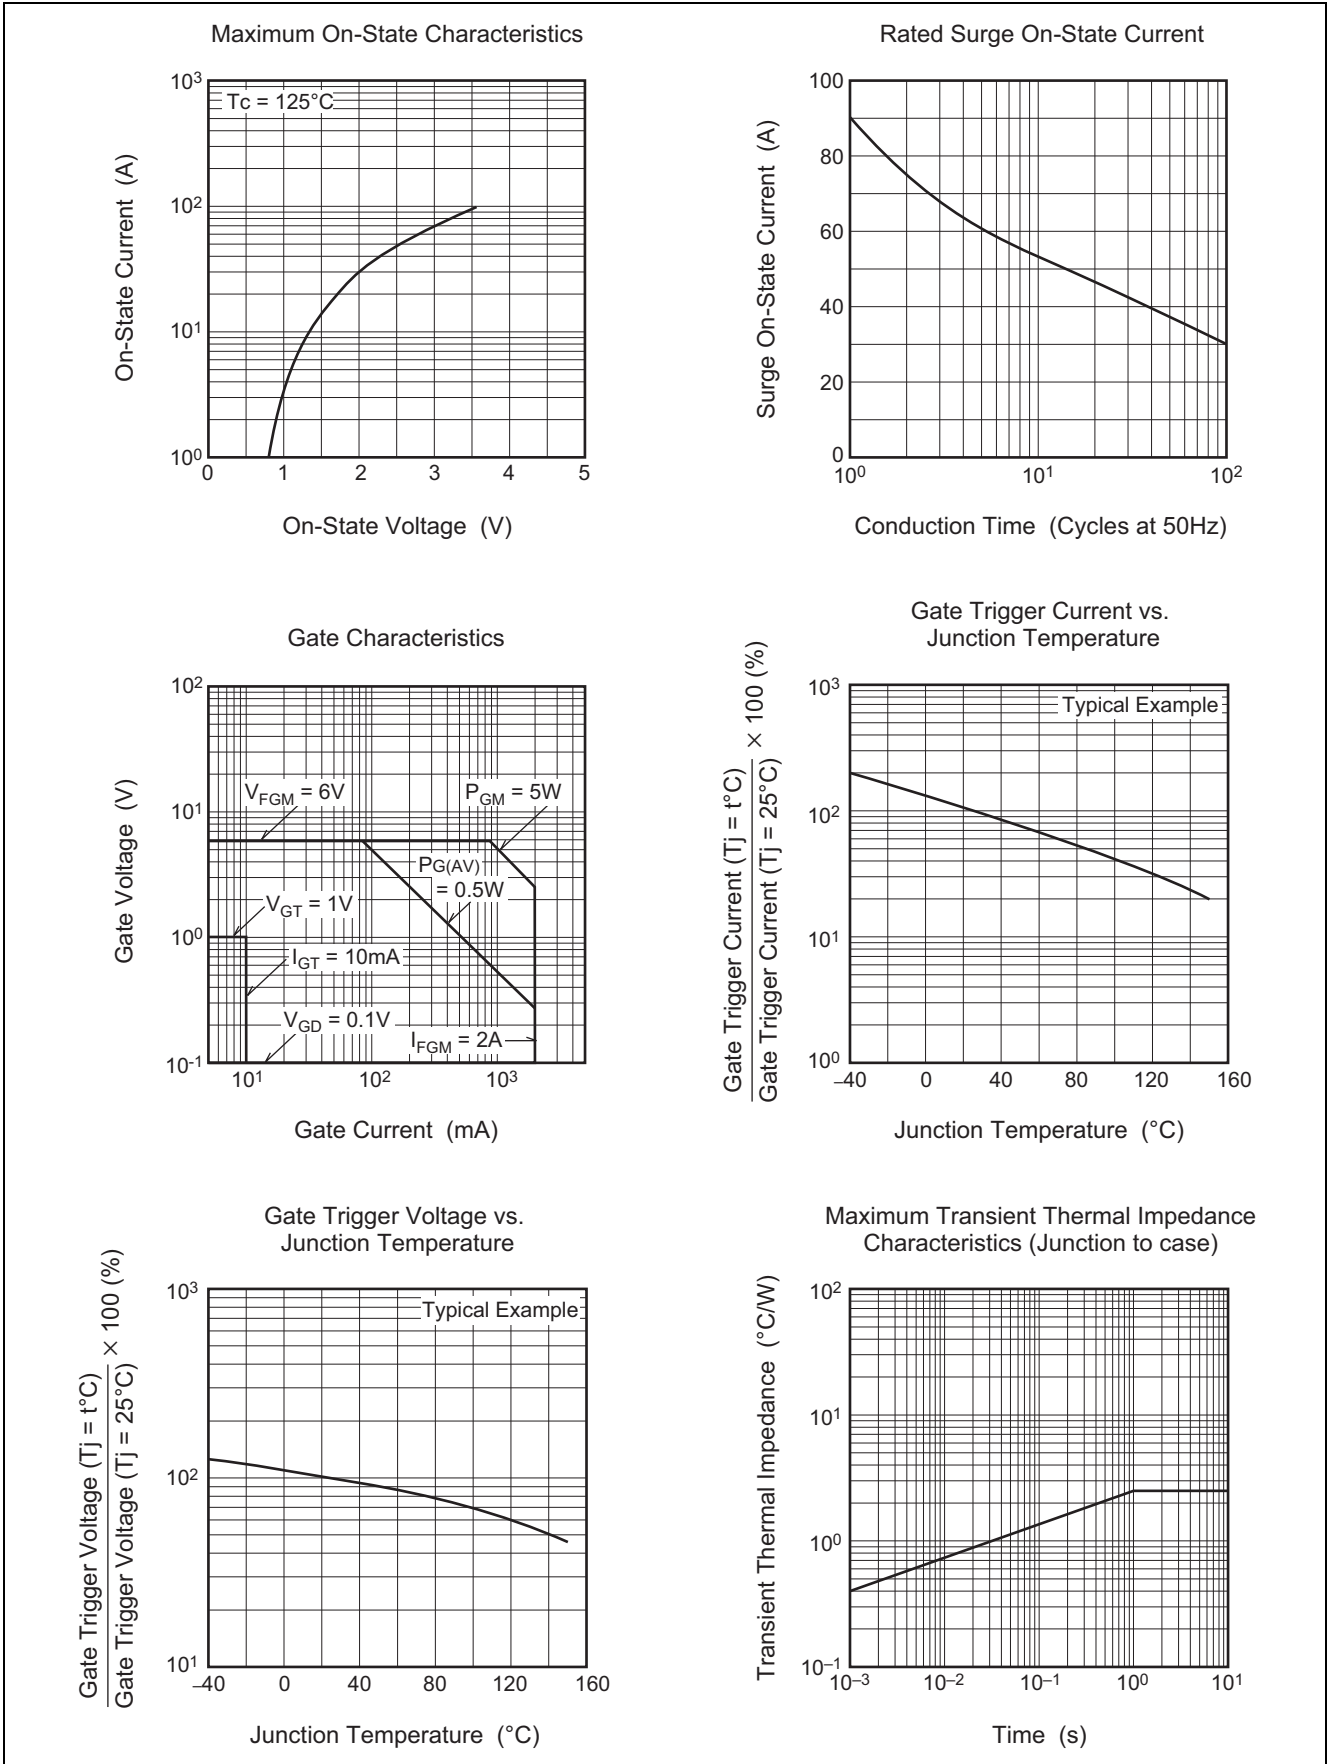 Maximum On-State Characteristics
103
Tc = 125°C
102
101
100
0 1 2 3 4 5
On-State Current (A)
On-State Voltage (V)
Rated Surge On-State Current
100
80
60
40
20
0
100 101 102
Surge On-State Current (A)
Conduction Time (Cycles at 50Hz)
Gate Characteristics
102
101
100
10-1
101 102 103
VFGM = 6V
PGM = 5W
PG(AV)
= 0.5W
VGT = 1V
IGT = 10mA
VGD = 0.1V
IFGM = 2A
Gate Voltage (V)
Gate Current (mA)
Gate Trigger Current vs.
Junction Temperature
103
Typical Example
102
101
100
–40 0 40 80 120 160
Gate Trigger Current (Tj = t°C)
Gate Trigger Current (Tj = 25°C)
× 100 (%)
Junction Temperature (°C)
Gate Trigger Voltage vs.
Junction Temperature
103
Typical Example
102
101
–40 0 40 80 120 160
Gate Trigger Voltage (Tj = t°C)
Gate Trigger Voltage (Tj = 25°C)
× 100 (%)
Junction Temperature (°C)
Maximum Transient Thermal Impedance
Characteristics (Junction to case)
102
101
100
10–1
10–3 10–2 10–1 100 101
Transient Thermal Impedance (°C/W)
Time (s)